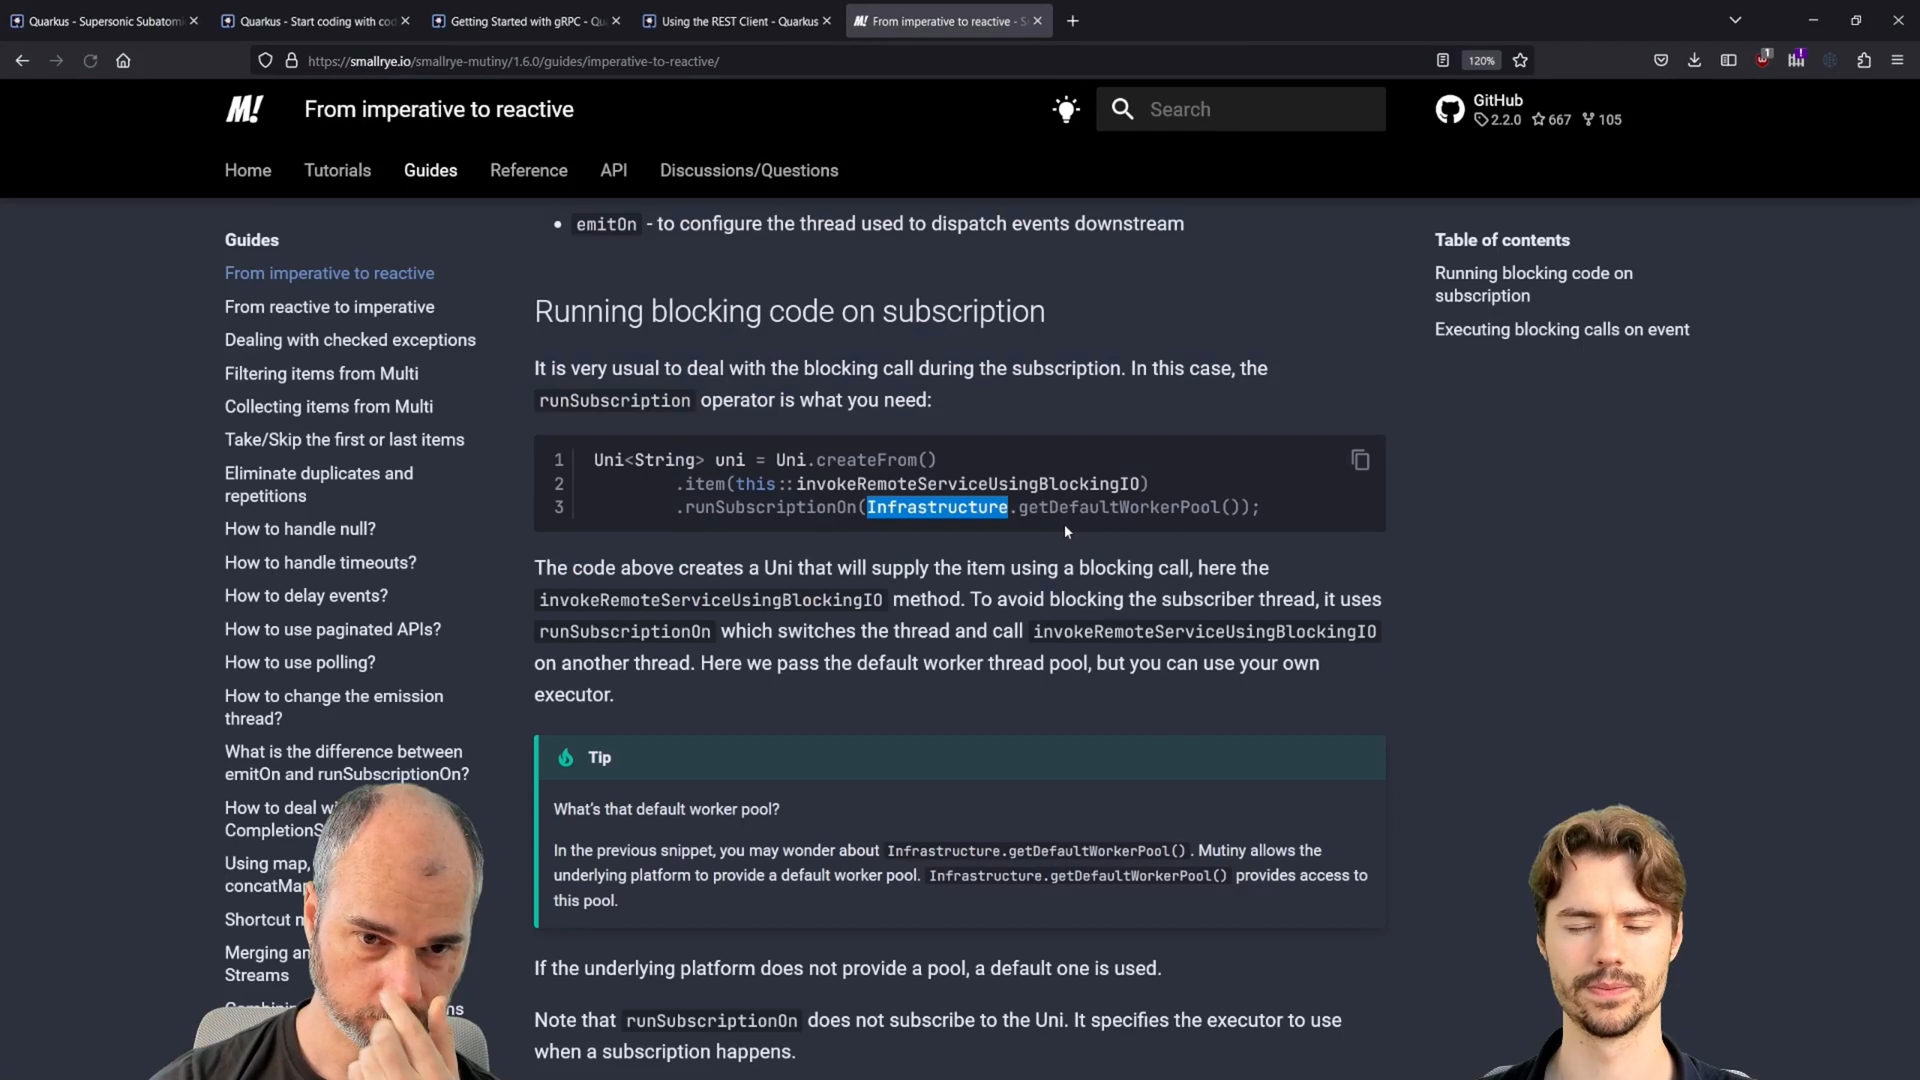 Quarkus - Supersonic Subatomi
Quarkus - Start coding with cod
Getting Started with gRPC - Qu
Using the REST Client - Quarkus
From imperative to reactive - S
https://smallrye.io/smallrye-mutiny/1.6.0/guides/imperative-to-reactive/
120%
1
M!
From imperative to reactive
Search
GitHub
2.2.0 667 105
Home Tutorials Guides Reference API Discussions/Questions
Guides
From imperative to reactive
From reactive to imperative
Dealing with checked exceptions
Filtering items from Multi
Collecting items from Multi
Take/Skip the first or last items
Eliminate duplicates and
repetitions
How to handle null?
How to handle timeouts?
How to delay events?
How to use paginated APIs?
How to use polling?
How to change the emission
thread?
What is the difference between
emitOn and runSubscriptionOn?
How to deal wi
CompletionS
Using map,
concatMap
Shortcut m
Merging an
Streams
• emitOn - to configure the thread used to dispatch events downstream
Running blocking code on subscription
It is very usual to deal with the blocking call during the subscription. In this case, the
runSubscription operator is what you need:
1 Uni<String> uni = Uni.createFrom()
2 .item(this::invokeRemoteServiceUsingBlockingIO)
3 .runSubscriptionOn(Infrastructure.getDefaultWorkerPool());
The code above creates a Uni that will supply the item using a blocking call, here the
invokeRemoteServiceUsingBlockingIO method. To avoid blocking the subscriber thread, it uses
runSubscriptionOn which switches the thread and call invokeRemoteServiceUsingBlockingIO
on another thread. Here we pass the default worker thread pool, but you can use your own
executor.
Tip
What's that default worker pool?
In the previous snippet, you may wonder about Infrastructure.getDefaultWorkerPool() . Mutiny allows the
underlying platform to provide a default worker pool. Infrastructure.getDefaultWorkerPool() provides access to
this pool.
If the underlying platform does not provide a pool, a default one is used.
Note that runSubscriptionOn does not subscribe to the Uni. It specifies the executor to use
when a subscription happens.
Table of contents
Running blocking code on
subscription
Executing blocking calls on event